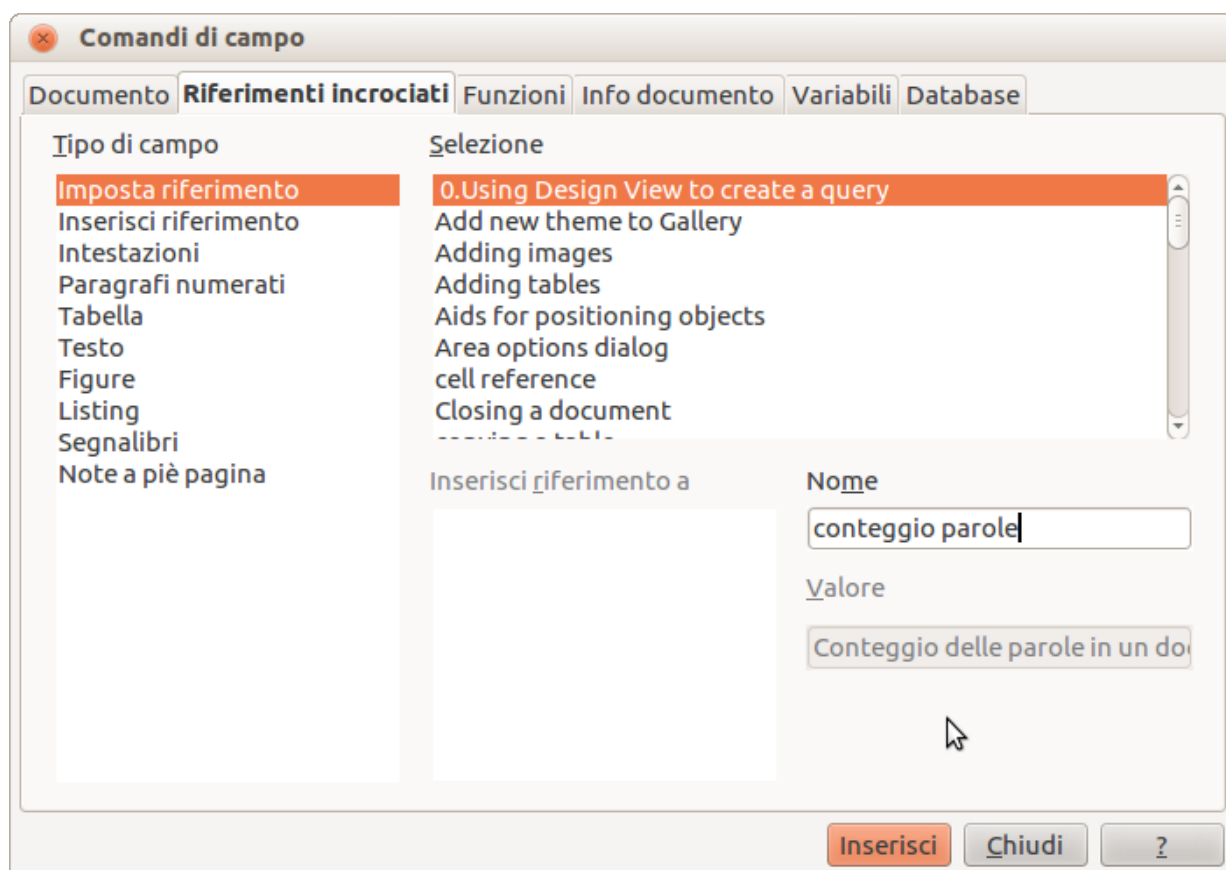 Comandi di campo
Documento Riferimenti incrociati Funzioni Info documento Variabili Database
Tipo di campo
Imposta riferimento
Inserisci riferimento
Intestazioni
Paragrafi numerati
Tabella
Testo
Figure
Listing
Segnalibri
Note a piè pagina
Selezione
0.Using Design View to create a query
Add new theme to Gallery
Adding images
Adding tables
Aids for positioning objects
Area options dialog
cell reference
Closing a document
Inserisci riferimento a
Nome
conteggio parole
Valore
Conteggio delle parole in un do
Inserisci Chiudi ?